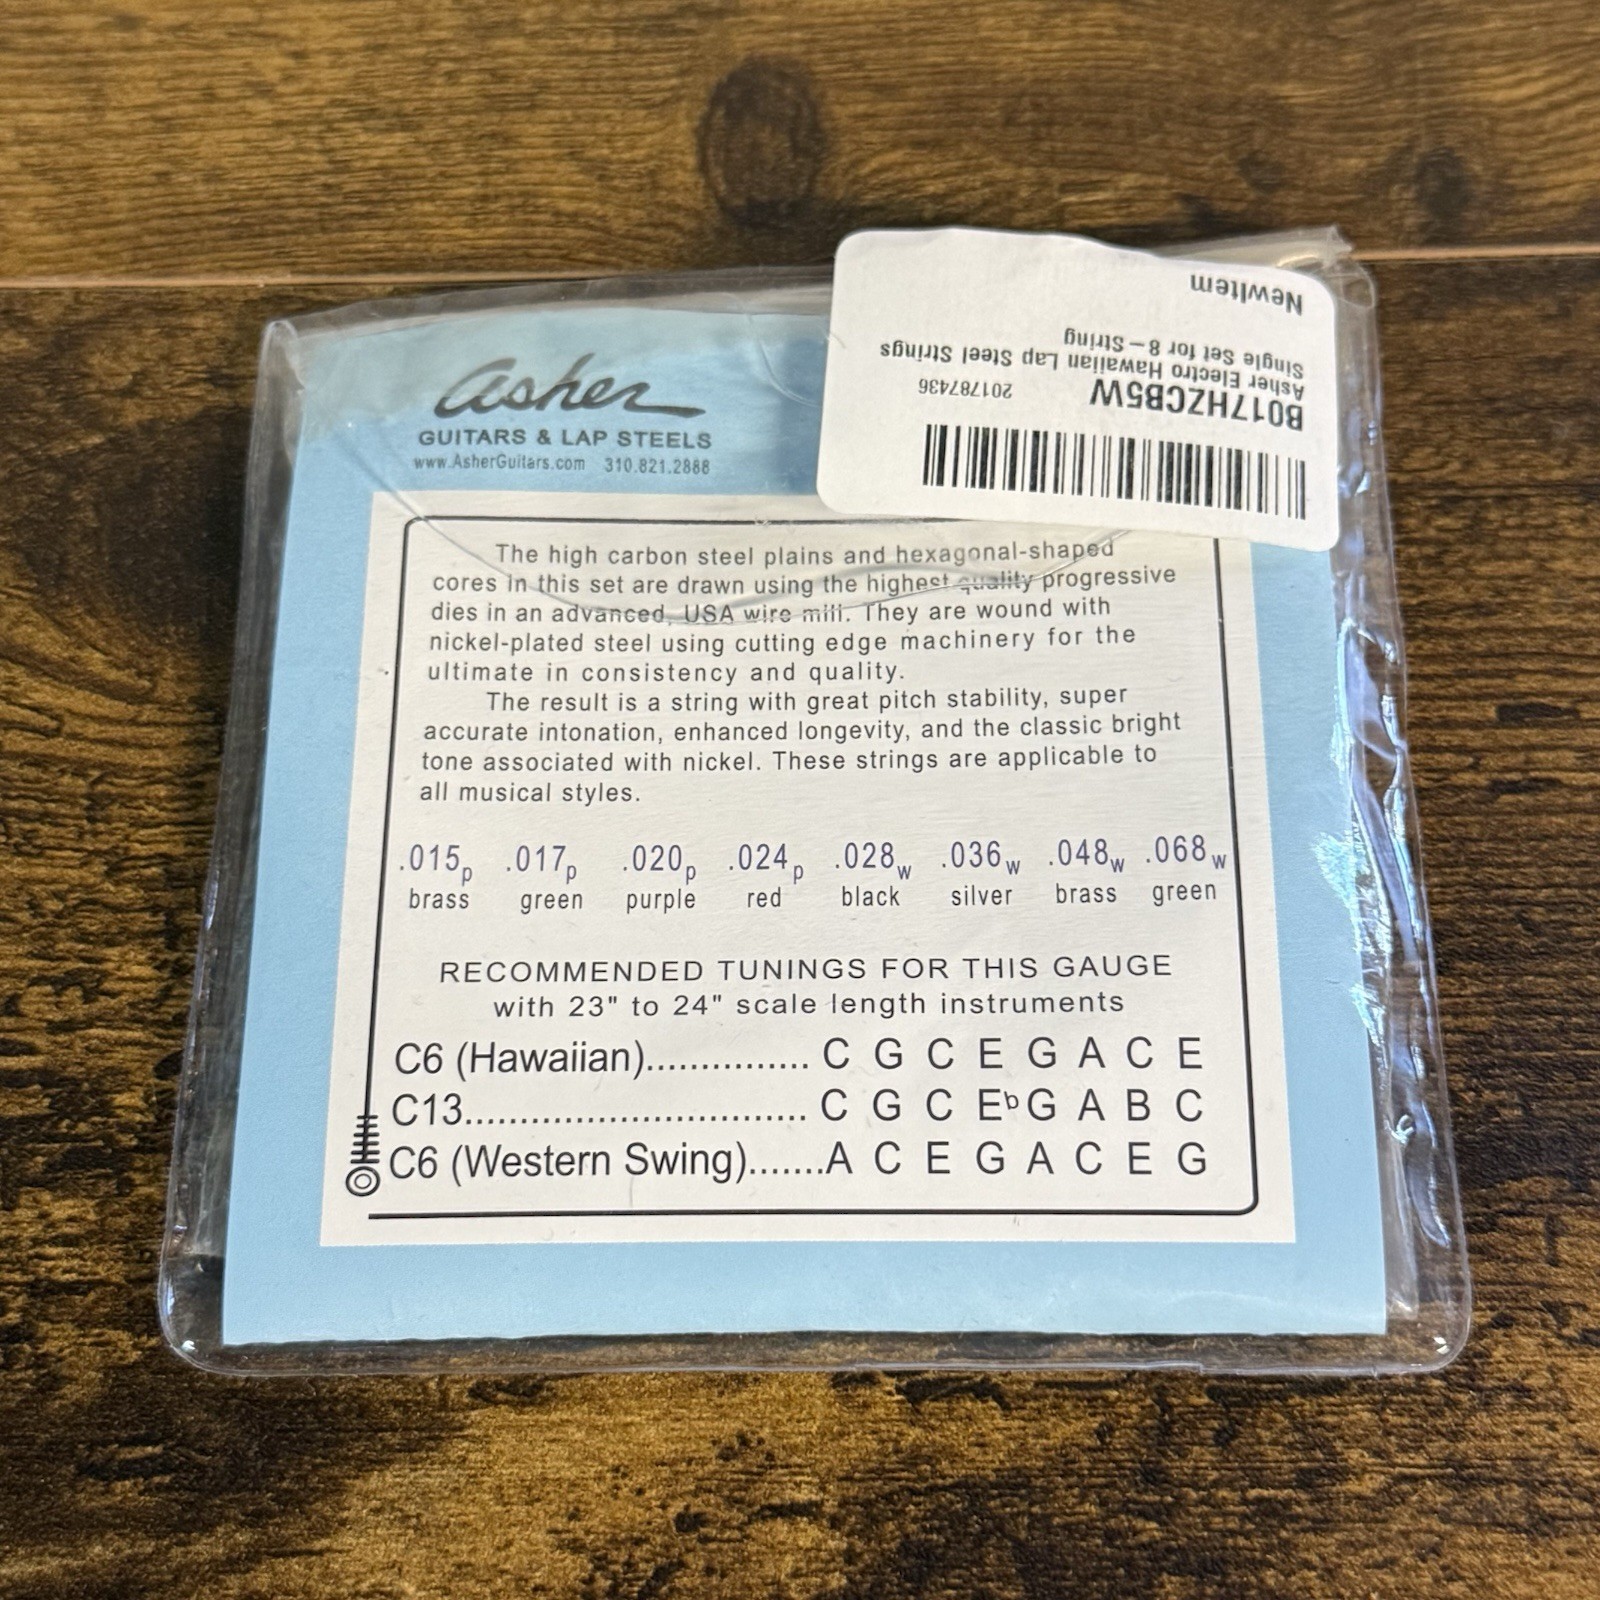 Asher
GUITARS & LAP STEELS
www.AsherGuitars.com 310.821.2888
NewItem
Single Set for 8 – String
Asher Electro Hawaiian Lap Steel Strings
B017HZCB5W 201787436
The high carbon steel plains and hexagonal-shaped
cores in this set are drawn using the highest quality progressive
dies in an advanced, USA wire mill. They are wound with
nickel-plated steel using cutting edge machinery for the
ultimate in consistency and quality.
The result is a string with great pitch stability, super
accurate intonation, enhanced longevity, and the classic bright
tone associated with nickel. These strings are applicable to
all musical styles.
.015p .017p .020p .024p .028w .036w .048w .068w
brass green purple red black silver brass green
RECOMMENDED TUNINGS FOR THIS GAUGE
with 23" to 24" scale length instruments
C6 (Hawaiian)............... C G C E G A C E
C13................................ C G C Eb G A B C
C6 (Western Swing).......A C E G A C E G